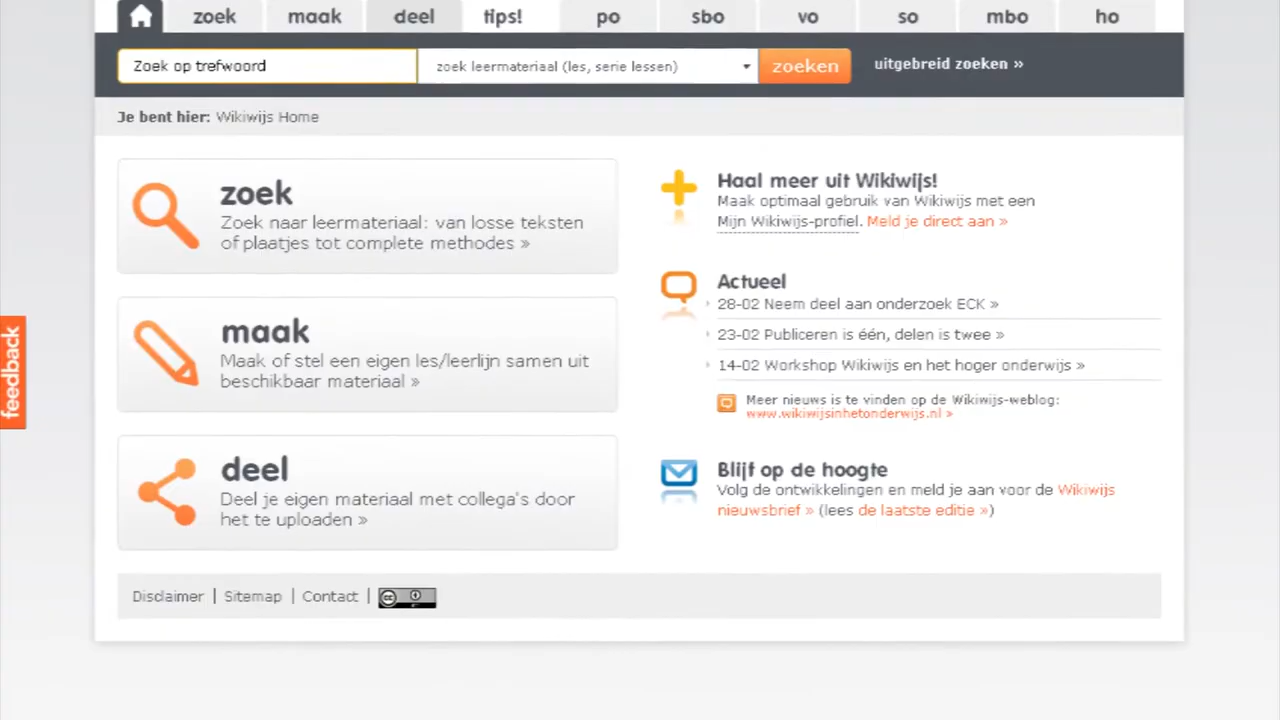 zoek maak deel tips! po sbo vo so mbo ho
Zoek op trefwoord zoek leermateriaal (les, serie lessen) zoeken uitgebreid zoeken »
Je bent hier: Wikiwijs Home
zoek
Zoek naar leermateriaal: van losse teksten
of plaatjes tot complete methodes »
maak
Maak of stel een eigen les/leerlijn samen uit
beschikbaar materiaal »
deel
Deel je eigen materiaal met collega's door
het te uploaden »
Haal meer uit Wikiwijs!
Maak optimaal gebruik van Wikiwijs met een
Mijn Wikiwijs-profiel. Meld je direct aan »
Actueel
28-02 Neem deel aan onderzoek ECK »
23-02 Publiceren is één, delen is twee »
14-02 Workshop Wikiwijs en het hoger onderwijs »
Meer nieuws is te vinden op de Wikiwijs-weblog:
www.wikiwijsinhetonderwijs.nl »
Blijf op de hoogte
Volg de ontwikkelingen en meld je aan voor de Wikiwijs
nieuwsbrief » (lees de laatste editie »)
feedback
Disclaimer | Sitemap | Contact | cc